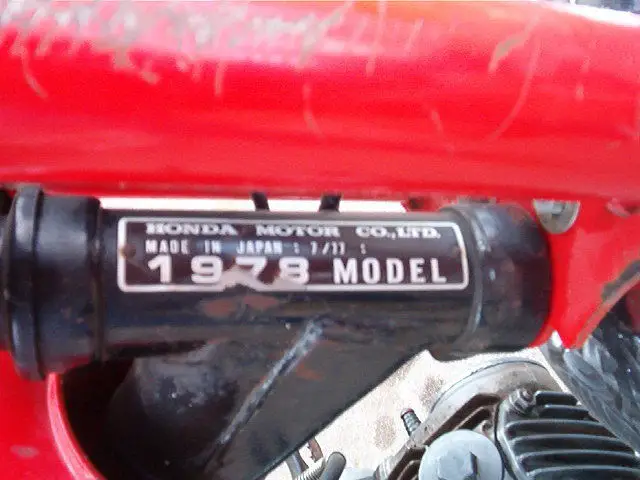 HONDA MOTOR CO., LTD.
MADE IN JAPAN : 7/77 :
1978 MODEL